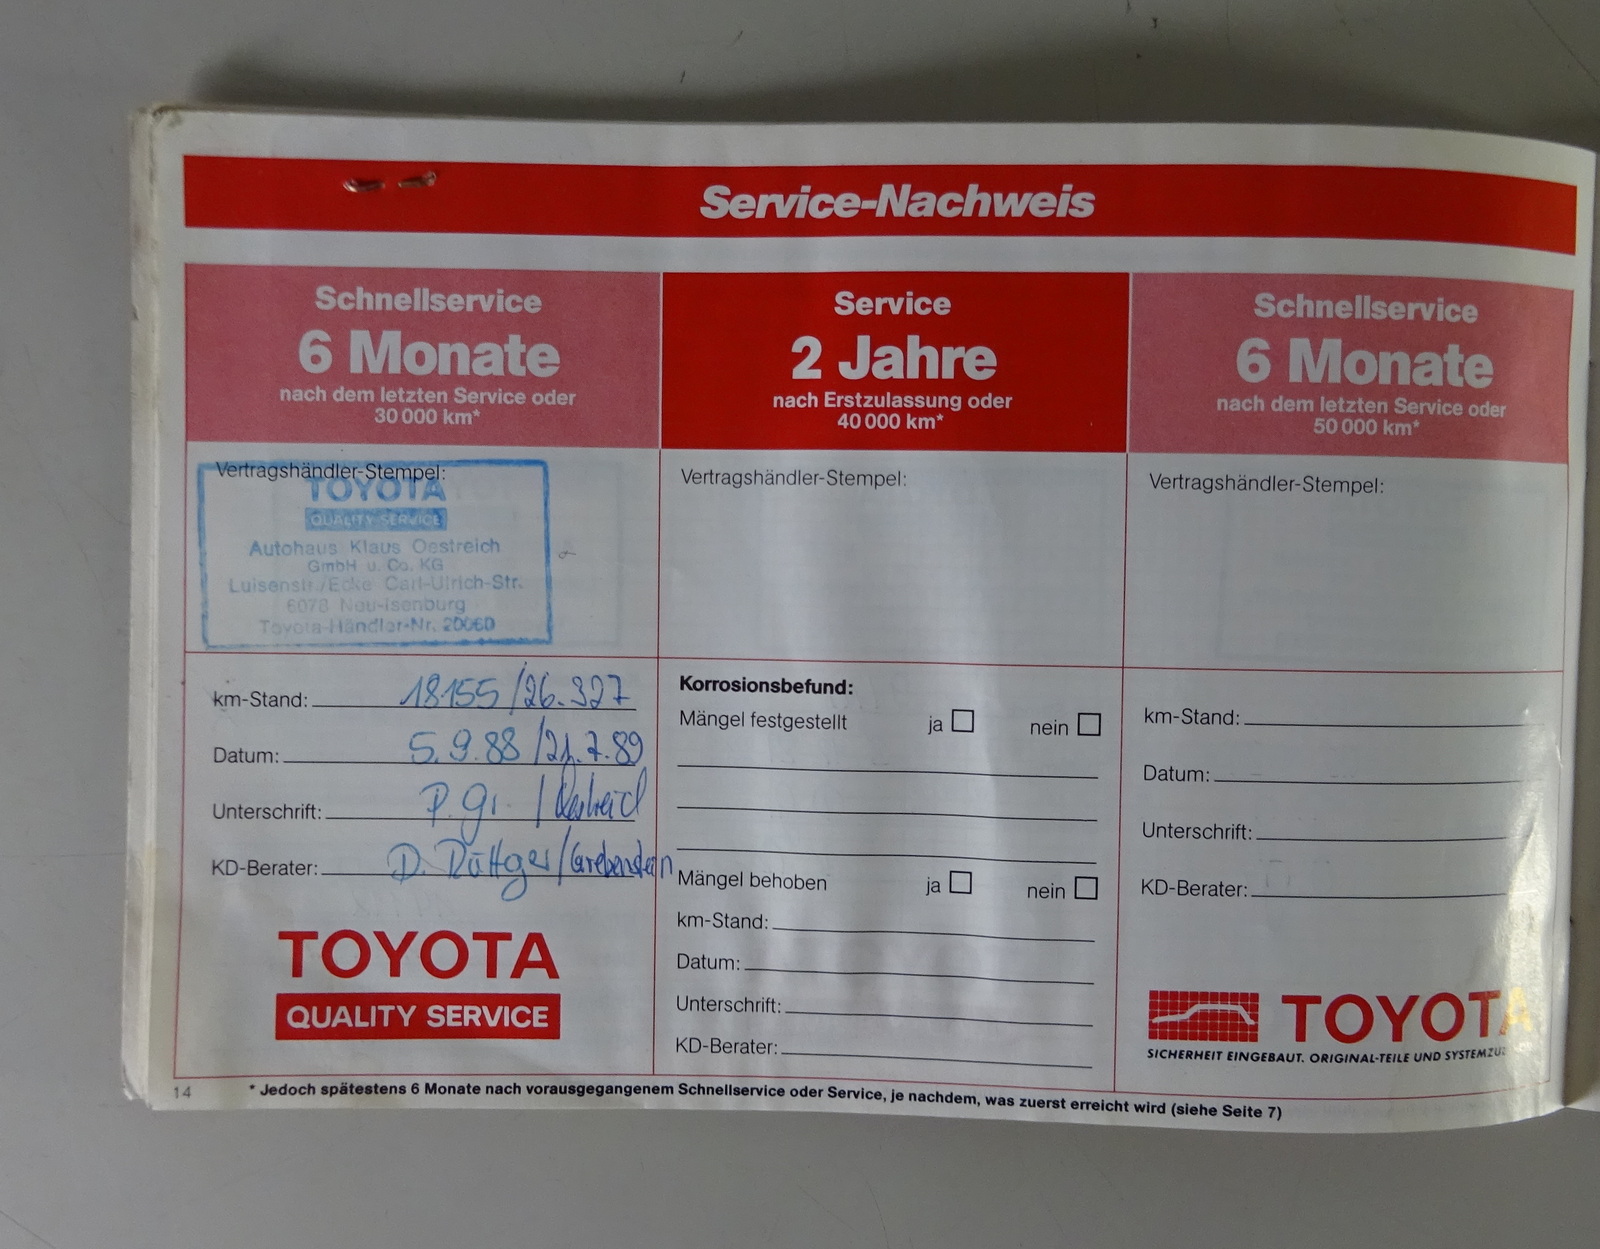 Service-Nachweis
Schnellservice
6 Monate
nach dem letzten Service oder
30 000 km*
Vertragshändler-Stempel:
TOYOTA
QUALITY SERVICE
Autohaus Klaus Oestreich
GmbH u. Co. KG
Luisenstr./Ecke Carl-Ulrich-Str.
6078 Neu-Isenburg
Toyota-Händler-Nr. 20060
km-Stand: 18155 / 26.327
Datum: 5.9.88 / 21.7.89
Unterschrift: P. Gr. /
KD-Berater: D. Düttger / Grebenstein
TOYOTA
QUALITY SERVICE
Service
2 Jahre
nach Erstzulassung oder
40 000 km*
Vertragshändler-Stempel:
Korrosionsbefund:
Mängel festgestellt ja nein
Mängel behoben ja nein
km-Stand:
Datum:
Unterschrift:
KD-Berater:
Schnellservice
6 Monate
nach dem letzten Service oder
50 000 km*
Vertragshändler-Stempel:
km-Stand:
Datum:
Unterschrift:
KD-Berater:
TOYOTA
SICHERHEIT EINGEBAUT. ORIGINAL-TEILE UND SYSTEMZU
14
* Jedoch spätestens 6 Monate nach vorausgegangenem Schnellservice oder Service, je nachdem, was zuerst erreicht wird (siehe Seite 7)